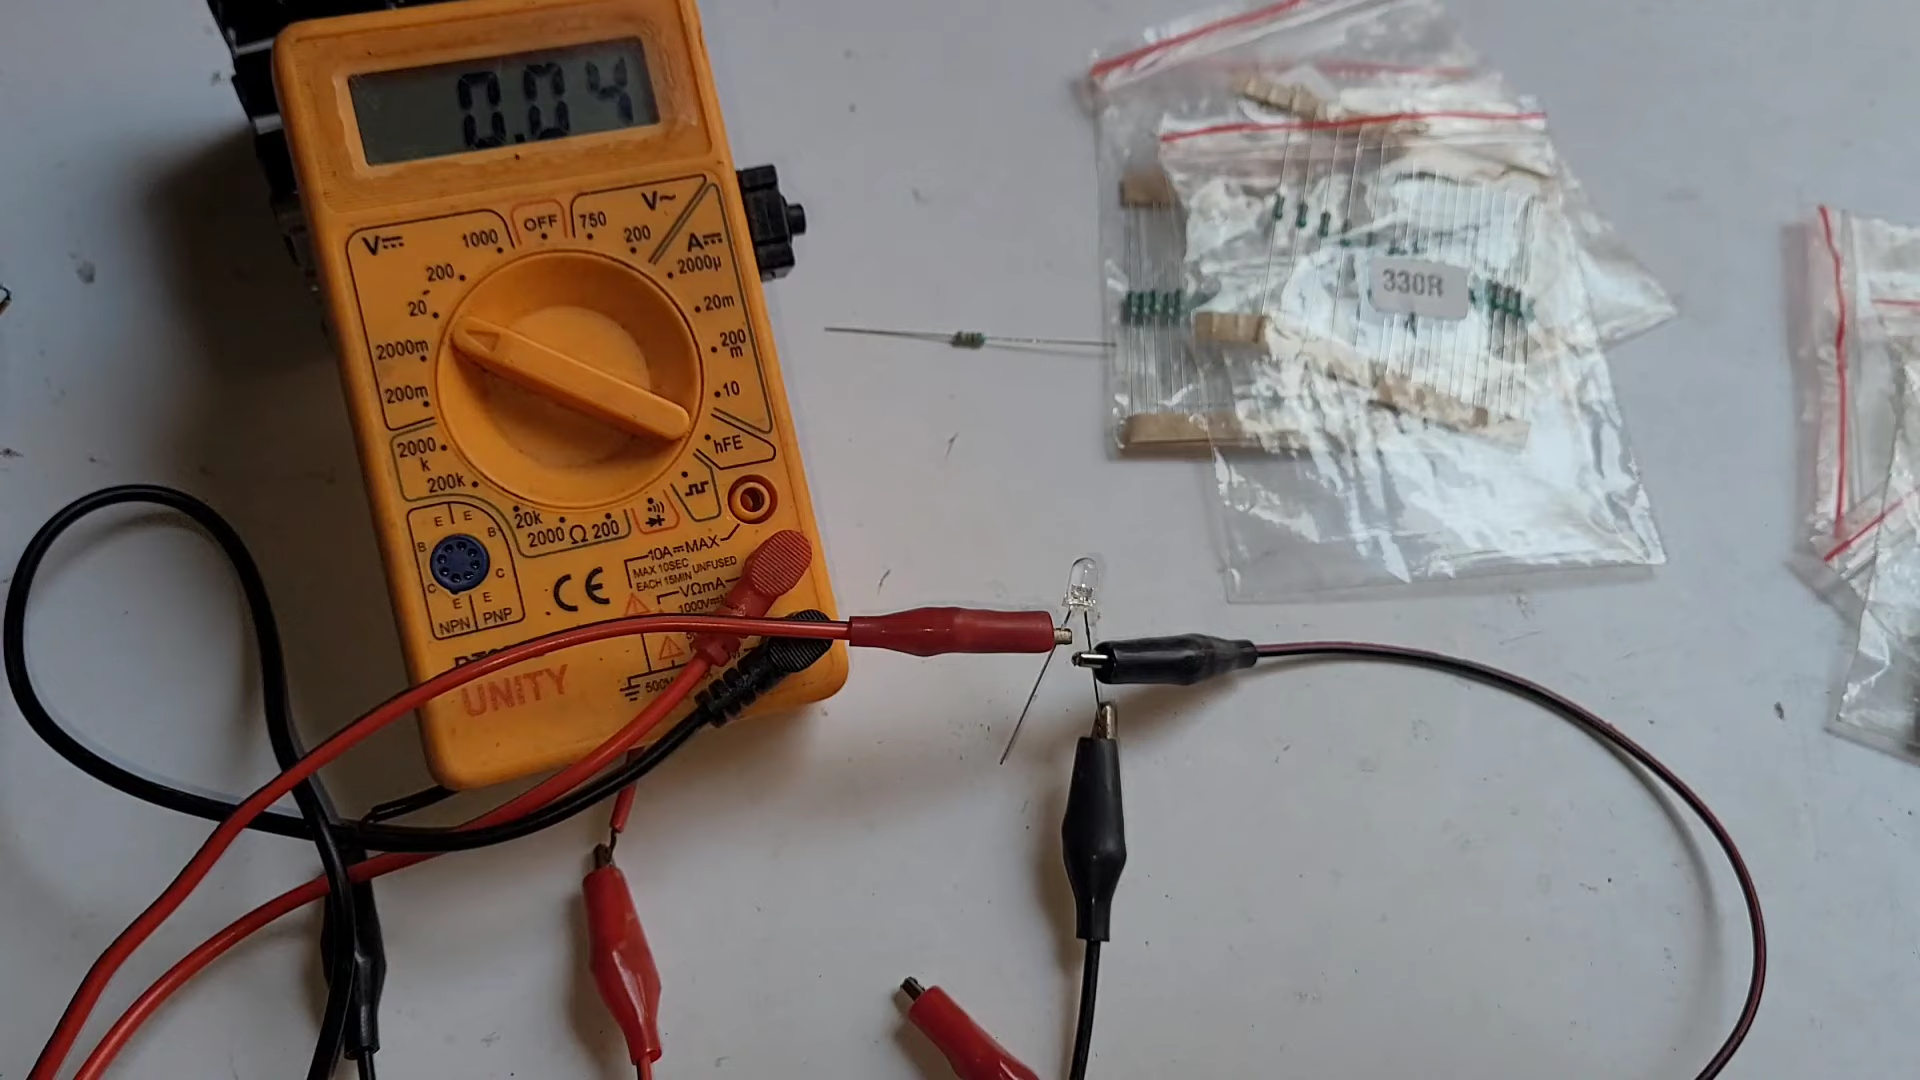 0.04
OFF
V
1000
750
V~
200
200
A
2000µ
20
20m
2000m
200
m
200m
10
2000
k
hFE
200k
20k
2000 Ω 200
E E
B
B
C
C
E
E
NPN
PNP
10A MAX
MAX 10SEC
EACH 15MIN UNFUSED
CE
VΩmA
1000V
UNITY
330R